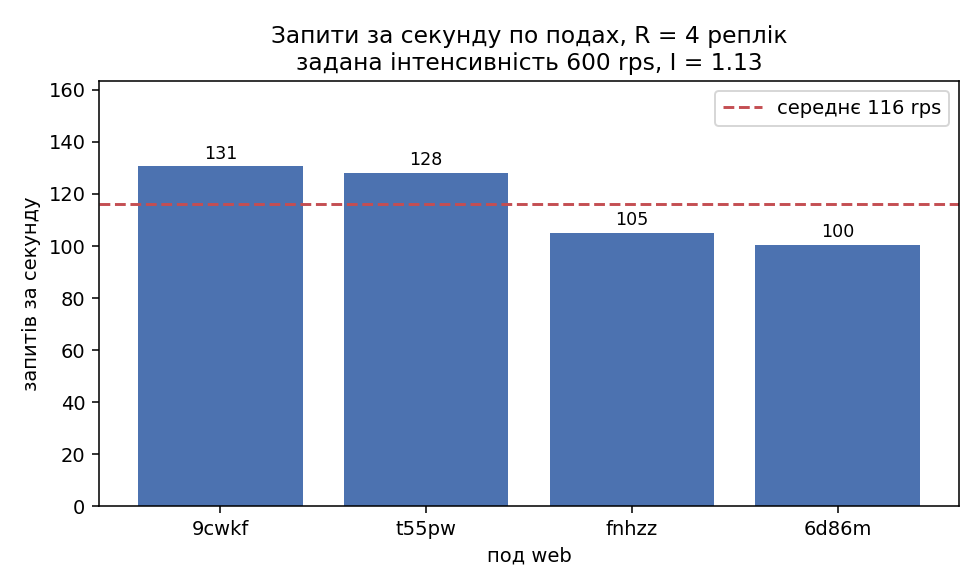 Запити за секунду по подах, R = 4 реплік
задана інтенсивність 600 rps, I = 1.13
середнє 116 rps
запитів за секунду
160
140
120
100
80
60
40
20
0
131
128
105
100
9cwkf
t55pw
fnhzz
6d86m
под web